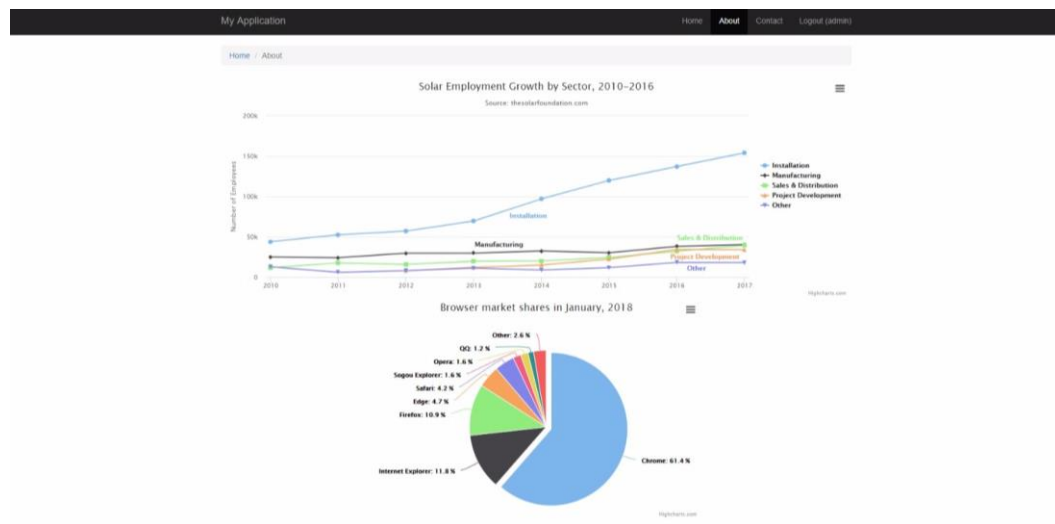 My Application
Home About Contact Logout (admin)
Home / About
Solar Employment Growth by Sector, 2010-2016
Source: thesolarfoundation.com
200k
150k
100k
50k
0
Number of Employees
Installation
Manufacturing
Sales & Distribution
Project Development
Other
2010 2011 2012 2013 2014 2015 2016 2017
Installation
Manufacturing
Sales & Distribution
Project Development
Other
Highcharts.com
Browser market shares in January, 2018
Other: 2.6 %
QQ: 1.2 %
Opera: 1.6 %
Sogou Explorer: 1.6 %
Safari: 4.2 %
Edge: 4.7 %
Firefox: 10.9 %
Internet Explorer: 11.8 %
Chrome: 61.4 %
Highcharts.com